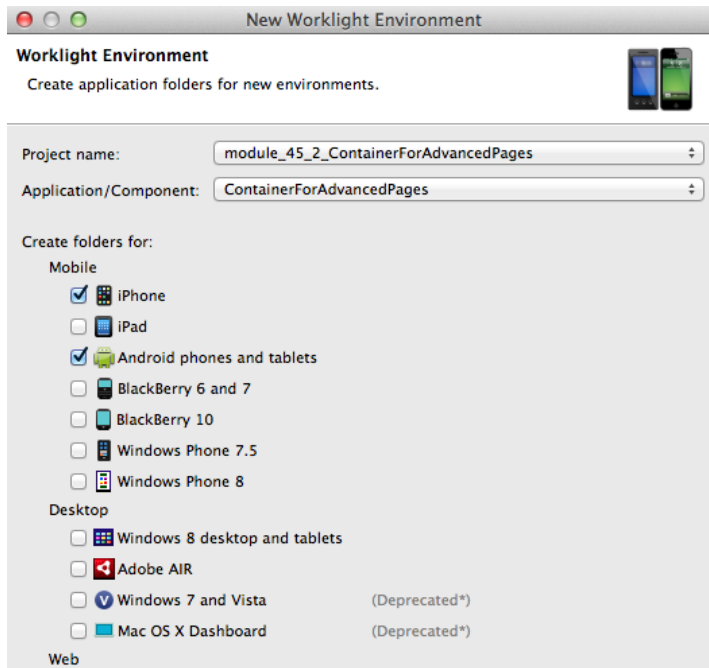 New Worklight Environment
Worklight Environment
Create application folders for new environments.
Project name: module_45_2_ContainerForAdvancedPages
Application/Component: ContainerForAdvancedPages
Create folders for:
Mobile
iPhone
iPad
Android phones and tablets
BlackBerry 6 and 7
BlackBerry 10
Windows Phone 7.5
Windows Phone 8
Desktop
Windows 8 desktop and tablets
Adobe AIR
Windows 7 and Vista (Deprecated*)
Mac OS X Dashboard (Deprecated*)
Web